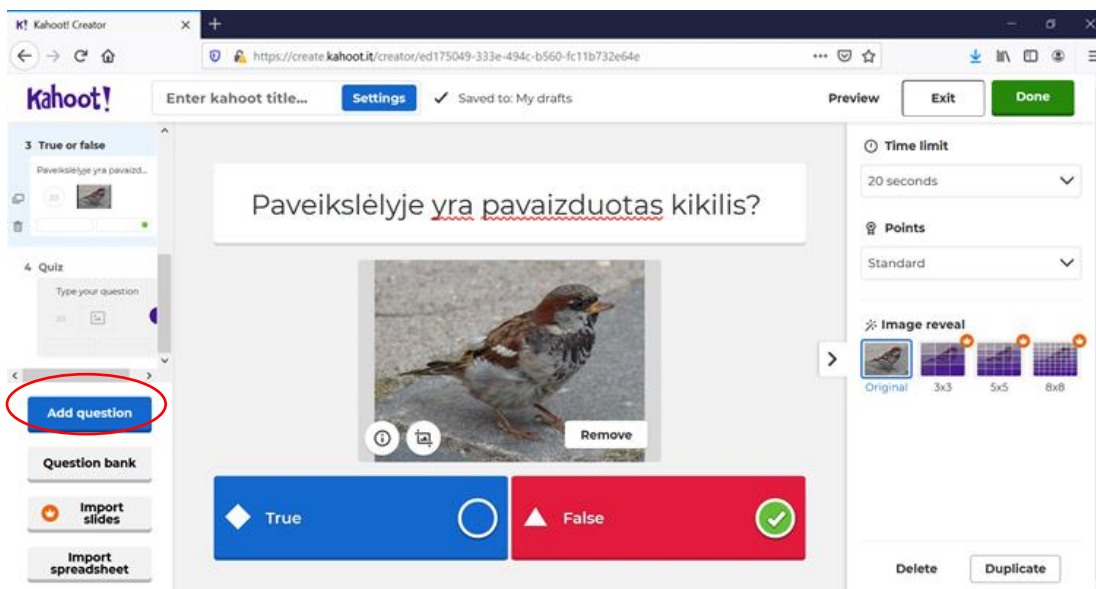 Kahoot! Creator
https://create.kahoot.it/creator/ed175049-333e-494c-b560-fc11b732e64e
Kahoot!
Enter kahoot title...
Settings
Saved to: My drafts
Preview
Exit
Done
3 True or false
Paveikslėlyje yra pavaizd...
20
4 Quiz
Type your question
20
Add question
Question bank
Import
slides
Import
spreadsheet
Paveikslėlyje yra pavaizduotas kikilis?
Remove
True
False
Time limit
20 seconds
Points
Standard
Image reveal
Original
3x3
5x5
8x8
Delete
Duplicate